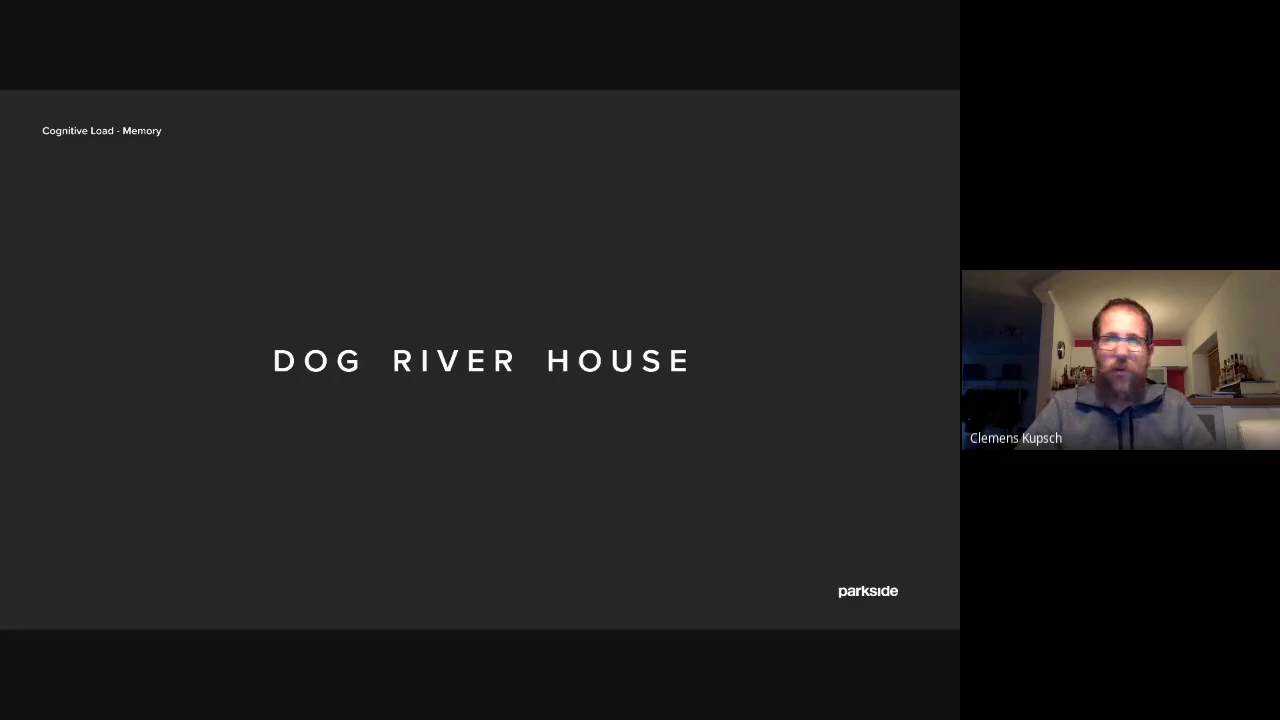 Cognitive Load - Memory
DOG RIVER HOUSE
parkside
Clemens Kupsch